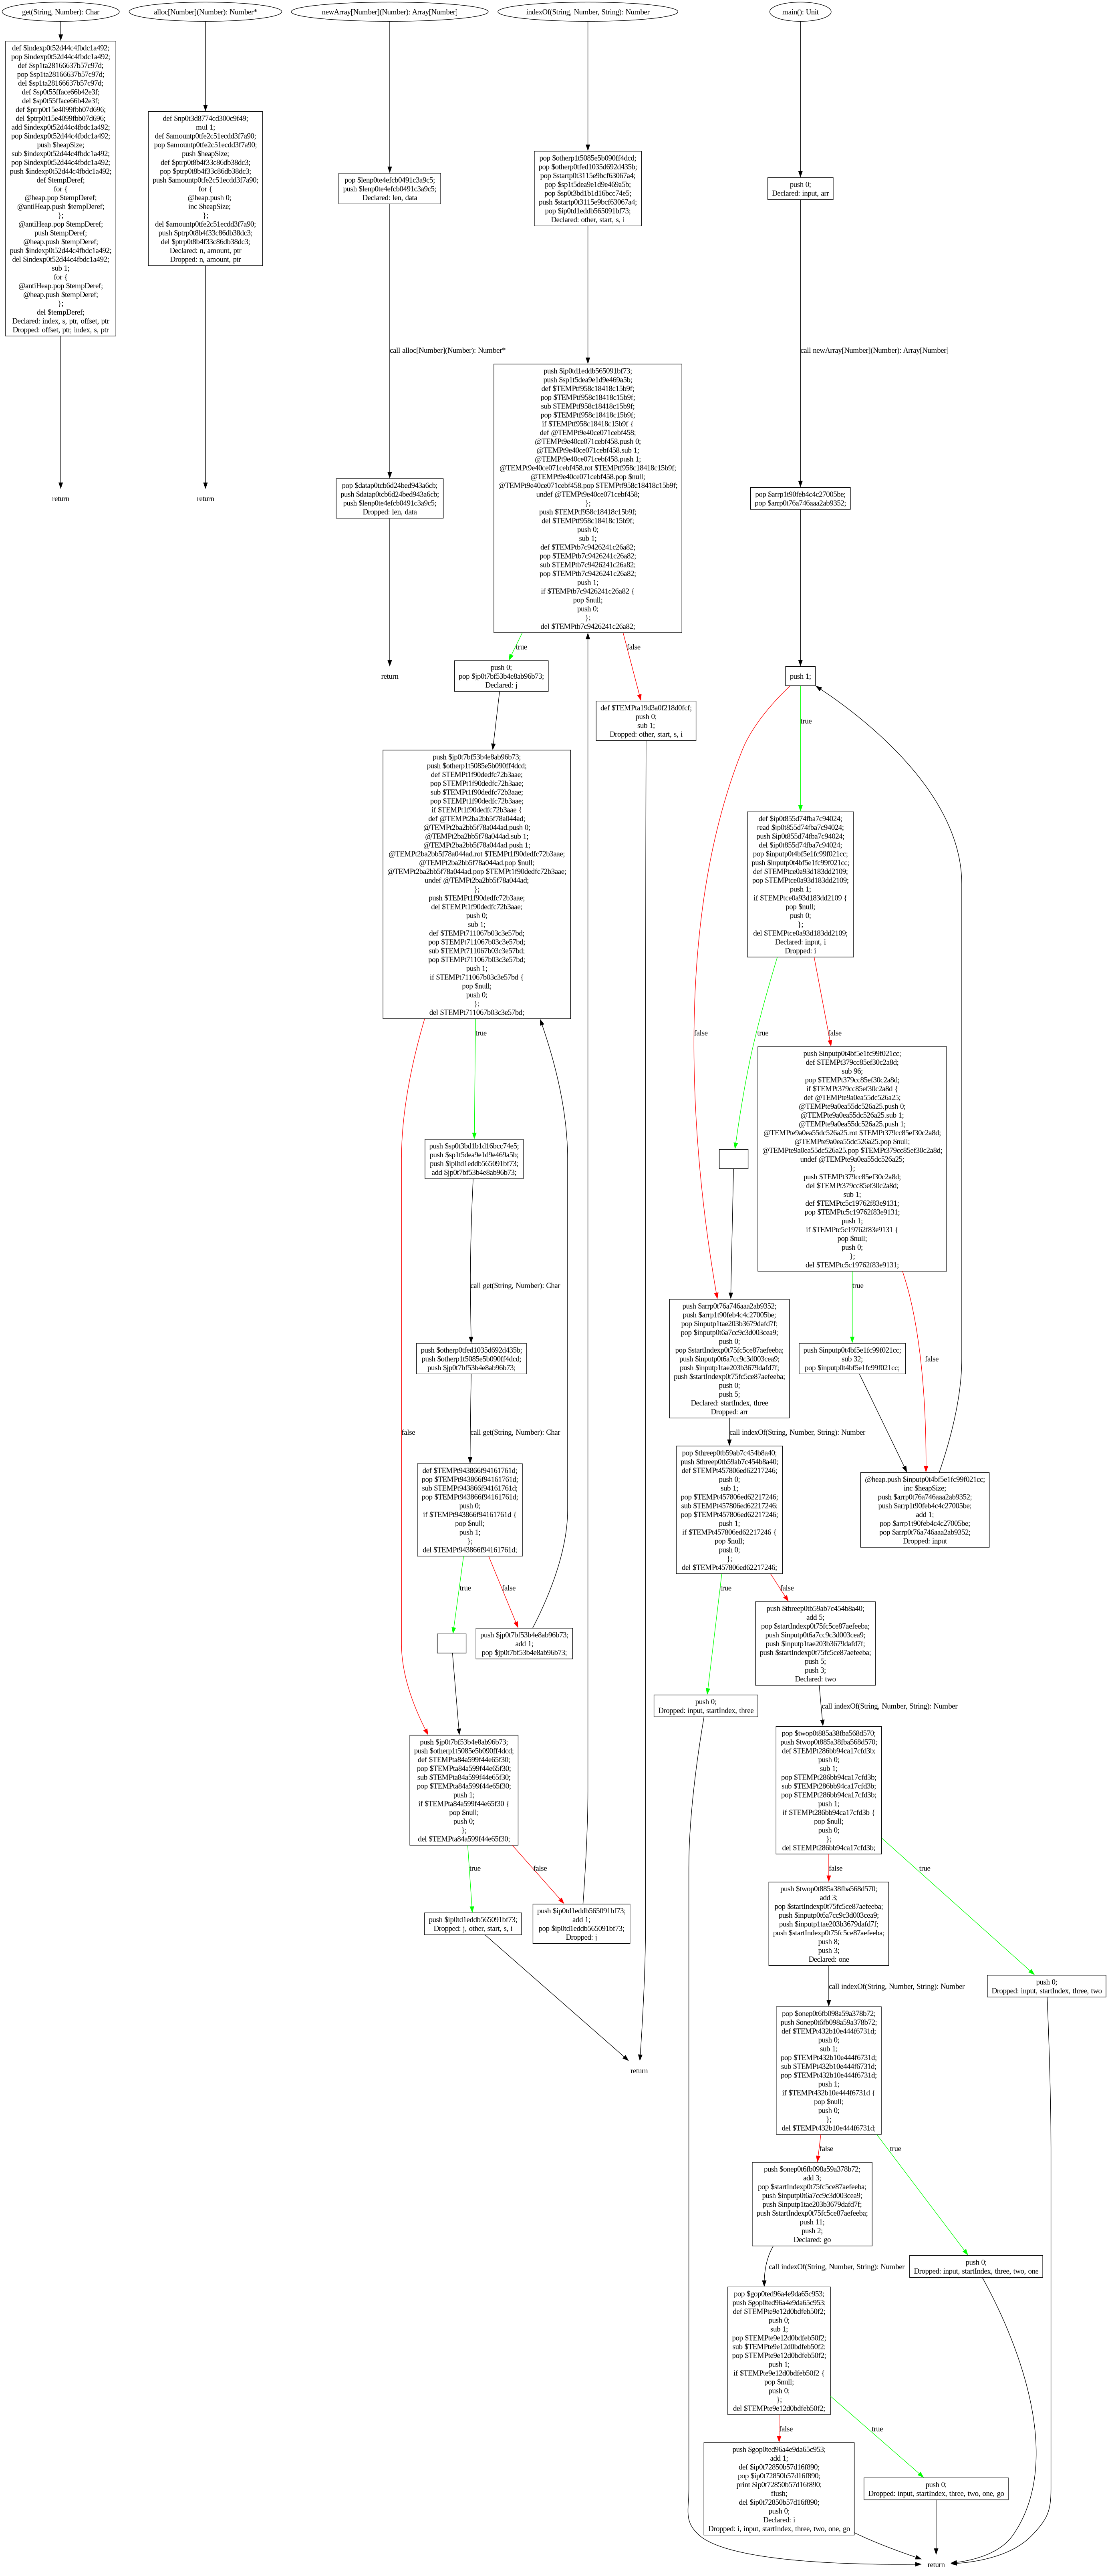 get(String, Number): Char
def $indexp0t52d44c4fbdc1a492;
pop $indexp0t52d44c4fbdc1a492;
def $sp1ta28166637b57c97d;
pop $sp1ta28166637b57c97d;
del $sp1ta28166637b57c97d;
def $sp0t55fface66b42e3f;
del $sp0t55fface66b42e3f;
def $ptrp0t15e4099fbb07d696;
del $ptrp0t15e4099fbb07d696;
add $indexp0t52d44c4fbdc1a492;
pop $indexp0t52d44c4fbdc1a492;
push $heapSize;
sub $indexp0t52d44c4fbdc1a492;
pop $indexp0t52d44c4fbdc1a492;
push $indexp0t52d44c4fbdc1a492;
def $tempDeref;
for {
@heap.pop $tempDeref;
@antiHeap.push $tempDeref;
};
@antiHeap.pop $tempDeref;
push $tempDeref;
@heap.push $tempDeref;
push $indexp0t52d44c4fbdc1a492;
del $indexp0t52d44c4fbdc1a492;
sub 1;
for {
@antiHeap.pop $tempDeref;
@heap.push $tempDeref;
};
del $tempDeref;
Declared: index, s, ptr, offset, ptr
Dropped: offset, ptr, index, s, ptr
return
alloc[Number](Number): Number*
def $np0t3d8774cd300c9f49;
mul 1;
def $amountp0tfe2c51ecdd3f7a90;
pop $amountp0tfe2c51ecdd3f7a90;
push $heapSize;
def $ptrp0t8b4f33c86db38dc3;
pop $ptrp0t8b4f33c86db38dc3;
push $amountp0tfe2c51ecdd3f7a90;
for {
@heap.push 0;
inc $heapSize;
};
del $amountp0tfe2c51ecdd3f7a90;
push $ptrp0t8b4f33c86db38dc3;
del $ptrp0t8b4f33c86db38dc3;
Declared: n, amount, ptr
Dropped: n, amount, ptr
return
newArray[Number](Number): Array[Number]
pop $lenp0te4efcb0491c3a9c5;
push $lenp0te4efcb0491c3a9c5;
Declared: len, data
call alloc[Number](Number): Number*
pop $datap0tcb6d24bed943a6cb;
push $datap0tcb6d24bed943a6cb;
push $lenp0te4efcb0491c3a9c5;
Dropped: len, data
return
indexOf(String, Number, String): Number
pop $otherp1t5085e5b090ff4dcd;
pop $otherp0tfed1035d692d435b;
pop $startp0t3115e9bcf63067a4;
pop $sp1t5dea9e1d9e469a5b;
pop $sp0t3bd1b1d16bcc74e5;
push $startp0t3115e9bcf63067a4;
pop $ip0td1eddb565091bf73;
Declared: other, start, s, i
push $ip0td1eddb565091bf73;
push $sp1t5dea9e1d9e469a5b;
def $TEMPtf958c18418c15b9f;
pop $TEMPtf958c18418c15b9f;
sub $TEMPtf958c18418c15b9f;
pop $TEMPtf958c18418c15b9f;
if $TEMPtf958c18418c15b9f {
def @TEMPt9e40ce071cebf458;
@TEMPt9e40ce071cebf458.push 0;
@TEMPt9e40ce071cebf458.sub 1;
@TEMPt9e40ce071cebf458.push 1;
@TEMPt9e40ce071cebf458.rot $TEMPtf958c18418c15b9f;
@TEMPt9e40ce071cebf458.pop $null;
@TEMPt9e40ce071cebf458.pop $TEMPtf958c18418c15b9f;
undef @TEMPt9e40ce071cebf458;
};
push $TEMPtf958c18418c15b9f;
del $TEMPtf958c18418c15b9f;
push 0;
sub 1;
def $TEMPtb7c9426241c26a82;
pop $TEMPtb7c9426241c26a82;
sub $TEMPtb7c9426241c26a82;
pop $TEMPtb7c9426241c26a82;
push 1;
if $TEMPtb7c9426241c26a82 {
pop $null;
push 0;
};
del $TEMPtb7c9426241c26a82;
true
false
push 0;
pop $jp0t7bf53b4e8ab96b73;
Declared: j
def $TEMPta19d3a0f218d0fcf;
push 0;
sub 1;
Dropped: other, start, s, i
push $jp0t7bf53b4e8ab96b73;
push $otherp1t5085e5b090ff4dcd;
def $TEMPt1f90dedfc72b3aae;
pop $TEMPt1f90dedfc72b3aae;
sub $TEMPt1f90dedfc72b3aae;
pop $TEMPt1f90dedfc72b3aae;
if $TEMPt1f90dedfc72b3aae {
def @TEMPt2ba2bb5f78a044ad;
@TEMPt2ba2bb5f78a044ad.push 0;
@TEMPt2ba2bb5f78a044ad.sub 1;
@TEMPt2ba2bb5f78a044ad.push 1;
@TEMPt2ba2bb5f78a044ad.rot $TEMPt1f90dedfc72b3aae;
@TEMPt2ba2bb5f78a044ad.pop $null;
@TEMPt2ba2bb5f78a044ad.pop $TEMPt1f90dedfc72b3aae;
undef @TEMPt2ba2bb5f78a044ad;
};
push $TEMPt1f90dedfc72b3aae;
del $TEMPt1f90dedfc72b3aae;
push 0;
sub 1;
def $TEMPt711067b03c3e57bd;
pop $TEMPt711067b03c3e57bd;
sub $TEMPt711067b03c3e57bd;
pop $TEMPt711067b03c3e57bd;
push 1;
if $TEMPt711067b03c3e57bd {
pop $null;
push 0;
};
del $TEMPt711067b03c3e57bd;
true
false
push $sp0t3bd1b1d16bcc74e5;
push $sp1t5dea9e1d9e469a5b;
push $ip0td1eddb565091bf73;
add $jp0t7bf53b4e8ab96b73;
call get(String, Number): Char
push $otherp0tfed1035d692d435b;
push $otherp1t5085e5b090ff4dcd;
push $jp0t7bf53b4e8ab96b73;
call get(String, Number): Char
def $TEMPt943866f94161761d;
pop $TEMPt943866f94161761d;
sub $TEMPt943866f94161761d;
pop $TEMPt943866f94161761d;
push 0;
if $TEMPt943866f94161761d {
pop $null;
push 1;
};
del $TEMPt943866f94161761d;
true
false
push $jp0t7bf53b4e8ab96b73;
add 1;
pop $jp0t7bf53b4e8ab96b73;
push $jp0t7bf53b4e8ab96b73;
push $otherp1t5085e5b090ff4dcd;
def $TEMPta84a599f44e65f30;
pop $TEMPta84a599f44e65f30;
sub $TEMPta84a599f44e65f30;
pop $TEMPta84a599f44e65f30;
push 1;
if $TEMPta84a599f44e65f30 {
pop $null;
push 0;
};
del $TEMPta84a599f44e65f30;
true
false
push $ip0td1eddb565091bf73;
Dropped: j, other, start, s, i
push $ip0td1eddb565091bf73;
add 1;
pop $ip0td1eddb565091bf73;
Dropped: j
return
main(): Unit
push 0;
Declared: input, arr
call newArray[Number](Number): Array[Number]
pop $arrp1t90feb4c4c27005be;
pop $arrp0t76a746aaa2ab9352;
push 1;
true
false
def $ip0t855d74fba7c94024;
read $ip0t855d74fba7c94024;
push $ip0t855d74fba7c94024;
del $ip0t855d74fba7c94024;
pop $inputp0t4bf5e1fc99f021cc;
push $inputp0t4bf5e1fc99f021cc;
def $TEMPtce0a93d183dd2109;
pop $TEMPtce0a93d183dd2109;
push 1;
if $TEMPtce0a93d183dd2109 {
pop $null;
push 0;
};
del $TEMPtce0a93d183dd2109;
Declared: input, i
Dropped: i
true
false
push $inputp0t4bf5e1fc99f021cc;
def $TEMPt379cc85ef30c2a8d;
sub 96;
pop $TEMPt379cc85ef30c2a8d;
if $TEMPt379cc85ef30c2a8d {
def @TEMPte9a0ea55dc526a25;
@TEMPte9a0ea55dc526a25.push 0;
@TEMPte9a0ea55dc526a25.sub 1;
@TEMPte9a0ea55dc526a25.push 1;
@TEMPte9a0ea55dc526a25.rot $TEMPt379cc85ef30c2a8d;
@TEMPte9a0ea55dc526a25.pop $null;
@TEMPte9a0ea55dc526a25.pop $TEMPt379cc85ef30c2a8d;
undef @TEMPte9a0ea55dc526a25;
};
push $TEMPt379cc85ef30c2a8d;
del $TEMPt379cc85ef30c2a8d;
sub 1;
def $TEMPtc5c19762f83e9131;
pop $TEMPtc5c19762f83e9131;
push 1;
if $TEMPtc5c19762f83e9131 {
pop $null;
push 0;
};
del $TEMPtc5c19762f83e9131;
true
false
push $inputp0t4bf5e1fc99f021cc;
sub 32;
pop $inputp0t4bf5e1fc99f021cc;
@heap.push $inputp0t4bf5e1fc99f021cc;
inc $heapSize;
push $arrp0t76a746aaa2ab9352;
push $arrp1t90feb4c4c27005be;
add 1;
pop $arrp1t90feb4c4c27005be;
pop $arrp0t76a746aaa2ab9352;
Dropped: input
push $arrp0t76a746aaa2ab9352;
push $arrp1t90feb4c4c27005be;
pop $inputp1tae203b3679dafd7f;
pop $inputp0t6a7cc9c3d003cea9;
push 0;
pop $startIndexp0t75fc5ce87aefeeba;
push $inputp0t6a7cc9c3d003cea9;
push $inputp1tae203b3679dafd7f;
push $startIndexp0t75fc5ce87aefeeba;
push 0;
push 5;
Declared: startIndex, three
Dropped: arr
call indexOf(String, Number, String): Number
pop $threep0tb59ab7c454b8a40;
push $threep0tb59ab7c454b8a40;
def $TEMPt457806ed62217246;
push 0;
sub 1;
pop $TEMPt457806ed62217246;
sub $TEMPt457806ed62217246;
pop $TEMPt457806ed62217246;
push 1;
if $TEMPt457806ed62217246 {
pop $null;
push 0;
};
del $TEMPt457806ed62217246;
true
false
push 0;
Dropped: input, startIndex, three
push $threep0tb59ab7c454b8a40;
add 5;
pop $startIndexp0t75fc5ce87aefeeba;
push $inputp0t6a7cc9c3d003cea9;
push $inputp1tae203b3679dafd7f;
push $startIndexp0t75fc5ce87aefeeba;
push 5;
push 3;
Declared: two
call indexOf(String, Number, String): Number
pop $twop0t885a38fba568d570;
push $twop0t885a38fba568d570;
def $TEMPt286bb94ca17cfd3b;
push 0;
sub 1;
pop $TEMPt286bb94ca17cfd3b;
sub $TEMPt286bb94ca17cfd3b;
pop $TEMPt286bb94ca17cfd3b;
push 1;
if $TEMPt286bb94ca17cfd3b {
pop $null;
push 0;
};
del $TEMPt286bb94ca17cfd3b;
false
true
push $twop0t885a38fba568d570;
add 3;
pop $startIndexp0t75fc5ce87aefeeba;
push $inputp0t6a7cc9c3d003cea9;
push $inputp1tae203b3679dafd7f;
push $startIndexp0t75fc5ce87aefeeba;
push 8;
push 3;
Declared: one
push 0;
Dropped: input, startIndex, three, two
call indexOf(String, Number, String): Number
pop $onep0t6fb098a59a378b72;
push $onep0t6fb098a59a378b72;
def $TEMPt432b10e444f6731d;
push 0;
sub 1;
pop $TEMPt432b10e444f6731d;
sub $TEMPt432b10e444f6731d;
pop $TEMPt432b10e444f6731d;
push 1;
if $TEMPt432b10e444f6731d {
pop $null;
push 0;
};
del $TEMPt432b10e444f6731d;
false
true
push $onep0t6fb098a59a378b72;
add 3;
pop $startIndexp0t75fc5ce87aefeeba;
push $inputp0t6a7cc9c3d003cea9;
push $inputp1tae203b3679dafd7f;
push $startIndexp0t75fc5ce87aefeeba;
push 11;
push 2;
Declared: go
push 0;
Dropped: input, startIndex, three, two, one
call indexOf(String, Number, String): Number
pop $gop0ted96a4e9da65c953;
push $gop0ted96a4e9da65c953;
def $TEMPte9e12d0bdfeb50f2;
push 0;
sub 1;
pop $TEMPte9e12d0bdfeb50f2;
sub $TEMPte9e12d0bdfeb50f2;
pop $TEMPte9e12d0bdfeb50f2;
push 1;
if $TEMPte9e12d0bdfeb50f2 {
pop $null;
push 0;
};
del $TEMPte9e12d0bdfeb50f2;
false
true
push $gop0ted96a4e9da65c953;
add 1;
def $ip0t72850b57d16f890;
pop $ip0t72850b57d16f890;
print $ip0t72850b57d16f890;
flush;
del $ip0t72850b57d16f890;
push 0;
Declared: i
Dropped: i, input, startIndex, three, two, one, go
push 0;
Dropped: input, startIndex, three, two, one, go
return